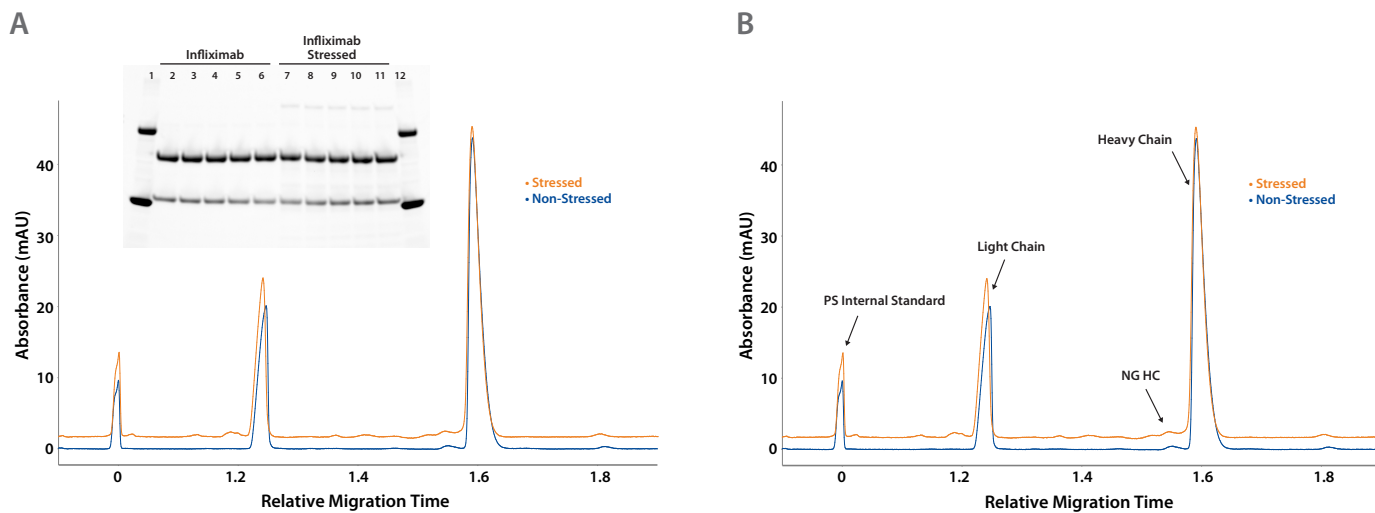 A
Infliximab
Infliximab
Stressed
1 2 3 4 5 6 7 8 9 10 11 12
40
30
20
10
0
Absorbance (mAU)
• Stressed
• Non-Stressed
0 1.2 1.4 1.6 1.8
Relative Migration Time
B
40
30
20
10
0
Absorbance (mAU)
Heavy Chain
• Stressed
• Non-Stressed
Light Chain
PS Internal Standard
NG HC
0 1.2 1.4 1.6 1.8
Relative Migration Time